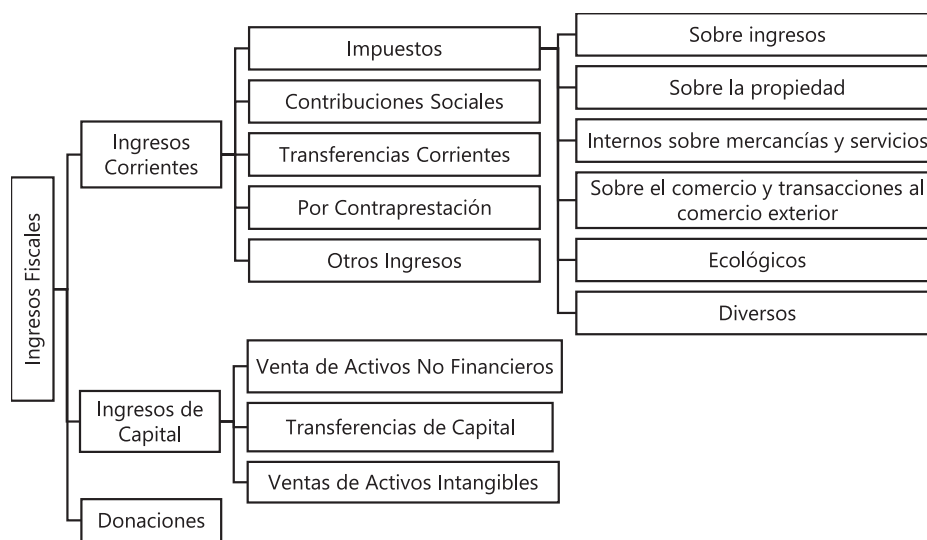 Ingresos Fiscales
Ingresos
Corrientes
Impuestos
Sobre ingresos
Sobre la propiedad
Internos sobre mercancías y servicios
Sobre el comercio y transacciones al
comercio exterior
Ecológicos
Diversos
Contribuciones Sociales
Transferencias Corrientes
Por Contraprestación
Otros Ingresos
Ingresos de
Capital
Venta de Activos No Financieros
Transferencias de Capital
Ventas de Activos Intangibles
Donaciones